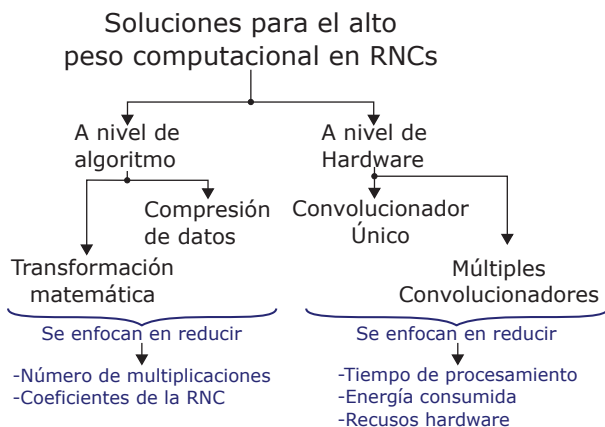 Soluciones para el alto
peso computacional en RNCs
A nivel de
algoritmo
A nivel de
Hardware
Compresión
de datos
Convolucionador
Único
Transformación
matemática
Múltiples
Convolucionadores
Se enfocan en reducir
Se enfocan en reducir
-Número de multiplicaciones
-Coeficientes de la RNC
-Tiempo de procesamiento
-Energía consumida
-Recusos hardware